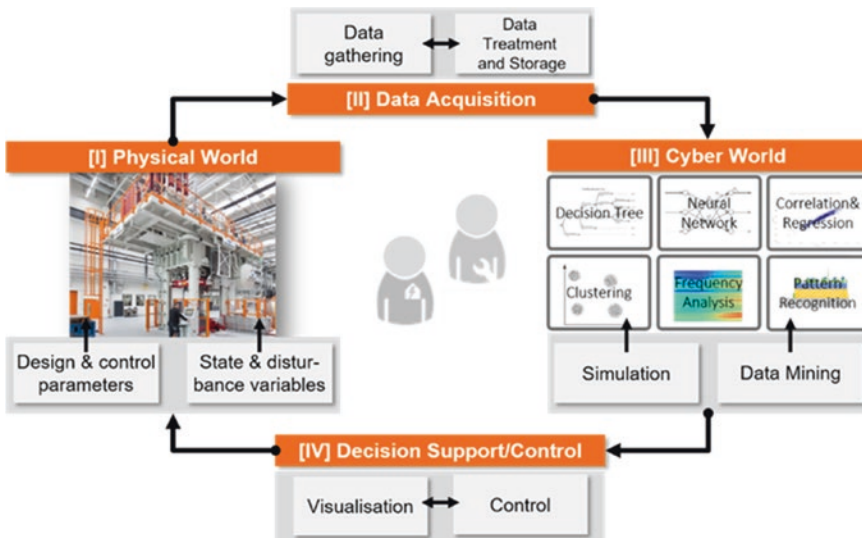 Data
gathering
Data
Treatment
and Storage
[II] Data Acquisition
[I] Physical World
[III] Cyber World
Decision Tree
Neural
Network
Correlation&
Regression
Clustering
Frequency
Analysis
Pattern
Recognition
Design & control
parameters
State & distur-
bance variables
Simulation
Data Mining
[IV] Decision Support/Control
Visualisation
Control